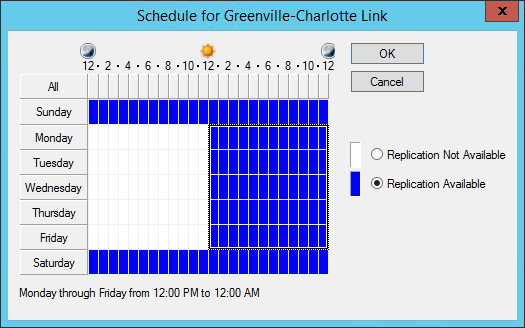 Schedule for Greenville-Charlotte Link
x
12 · 2 · 4 · 6 · 8 · 10 · 12 · 2 · 4 · 6 · 8 · 10 · 12
All
Sunday
Monday
Tuesday
Wednesday
Thursday
Friday
Saturday
OK
Cancel
Replication Not Available
Replication Available
Monday through Friday from 12:00 PM to 12:00 AM